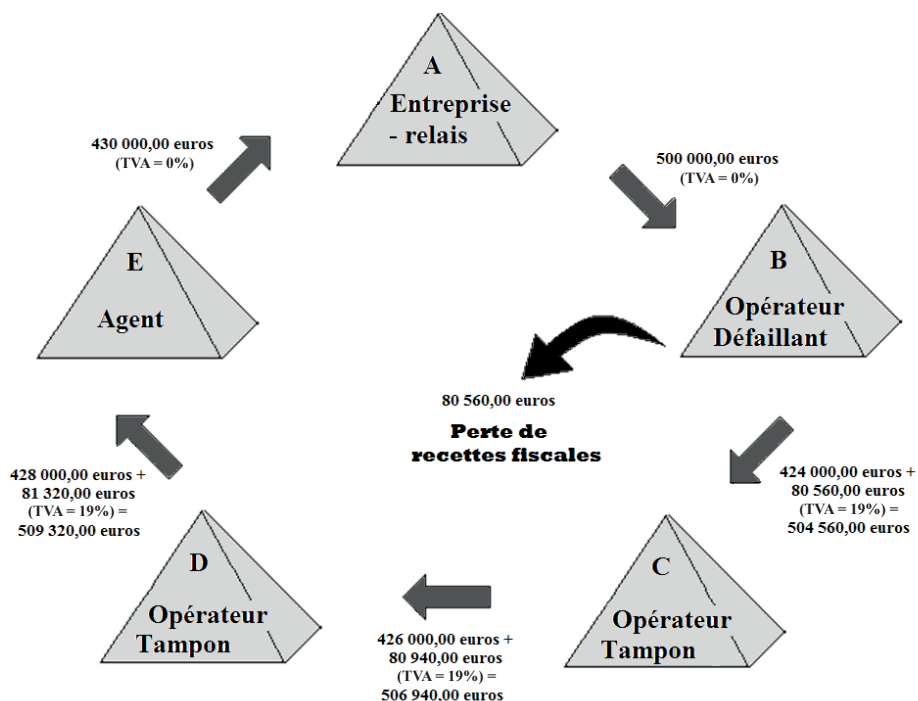 A
Entreprise
- relais
430 000,00 euros
(TVA = 0%)
500 000,00 euros
(TVA = 0%)
E
Agent
B
Opérateur
Défaillant
80 560,00 euros
Perte de
recettes fiscales
428 000,00 euros +
81 320,00 euros
(TVA = 19%) =
509 320,00 euros
424 000,00 euros +
80 560,00 euros
(TVA = 19%) =
504 560,00 euros
D
Opérateur
Tampon
C
Opérateur
Tampon
426 000,00 euros +
80 940,00 euros
(TVA = 19%) =
506 940,00 euros